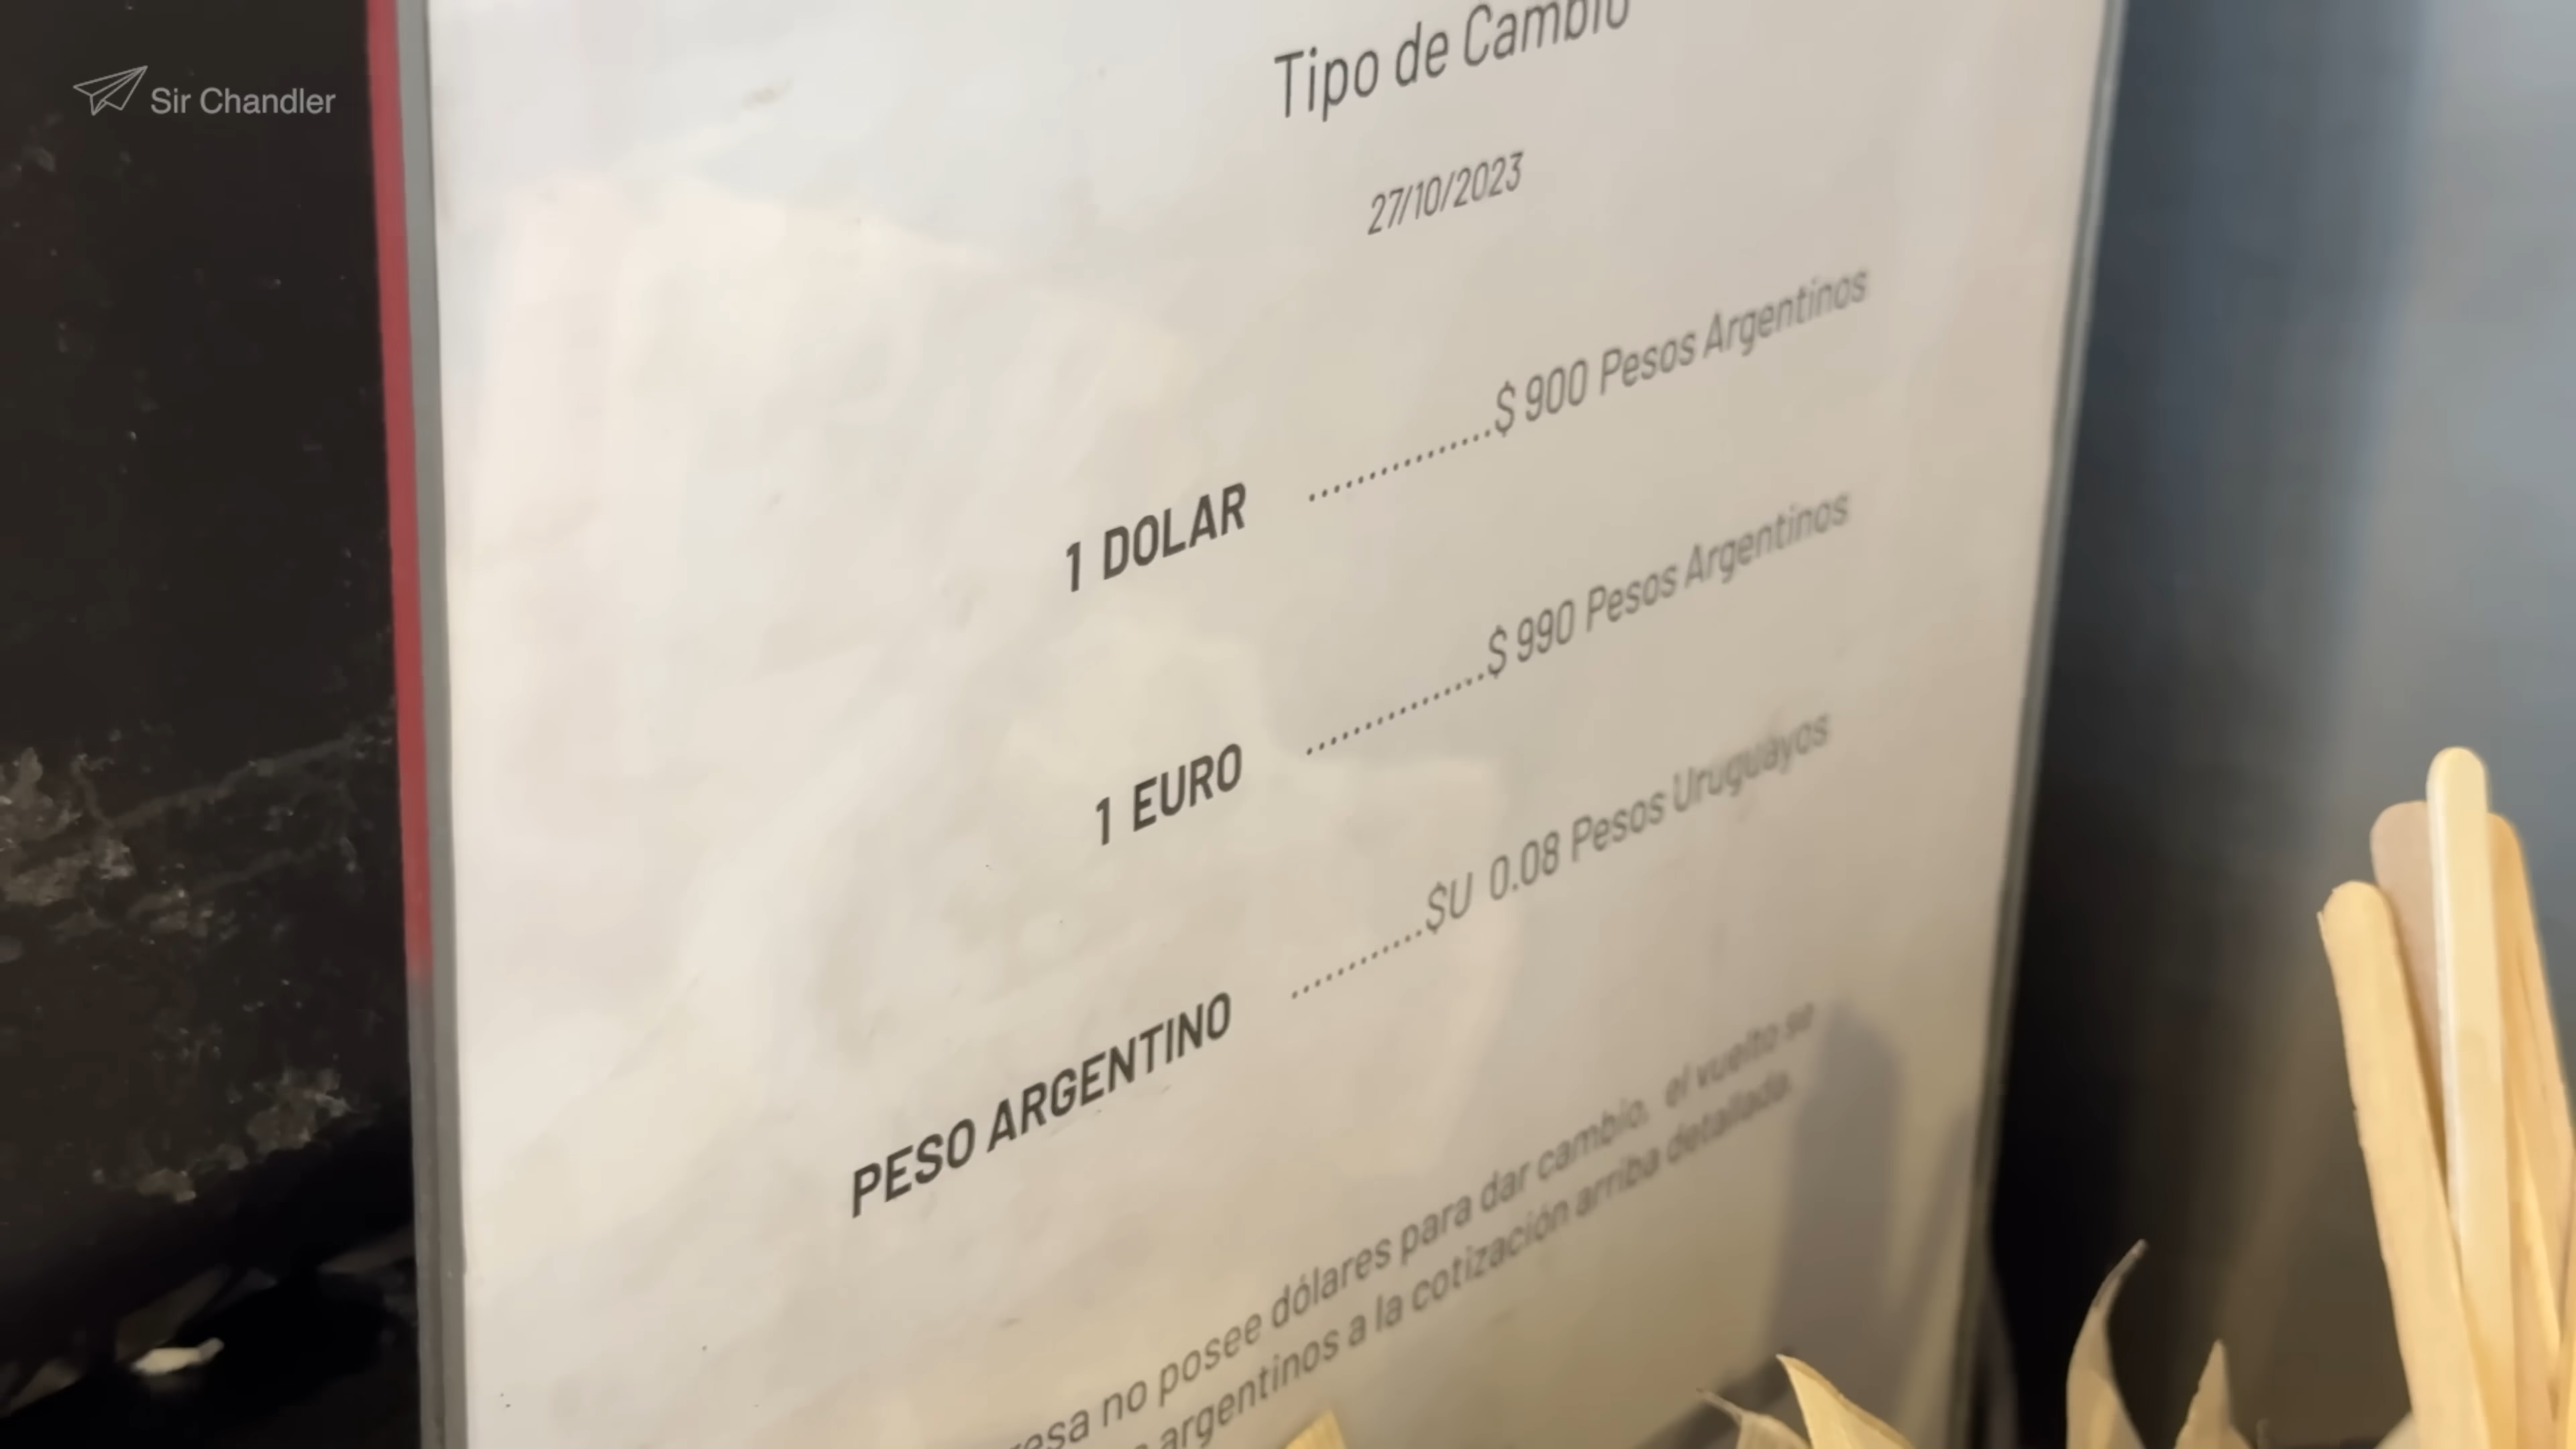 Sir Chandler
Tipo de Cambio
27/10/2023
1 DOLAR ..............$ 900 Pesos Argentinos
1 EURO ..............$ 990 Pesos Argentinos
PESO ARGENTINO ..........$U 0.08 Pesos Uruguayos
no posee dólares para dar cambio, el vuelto se
argentinos a la cotización arriba detallada.